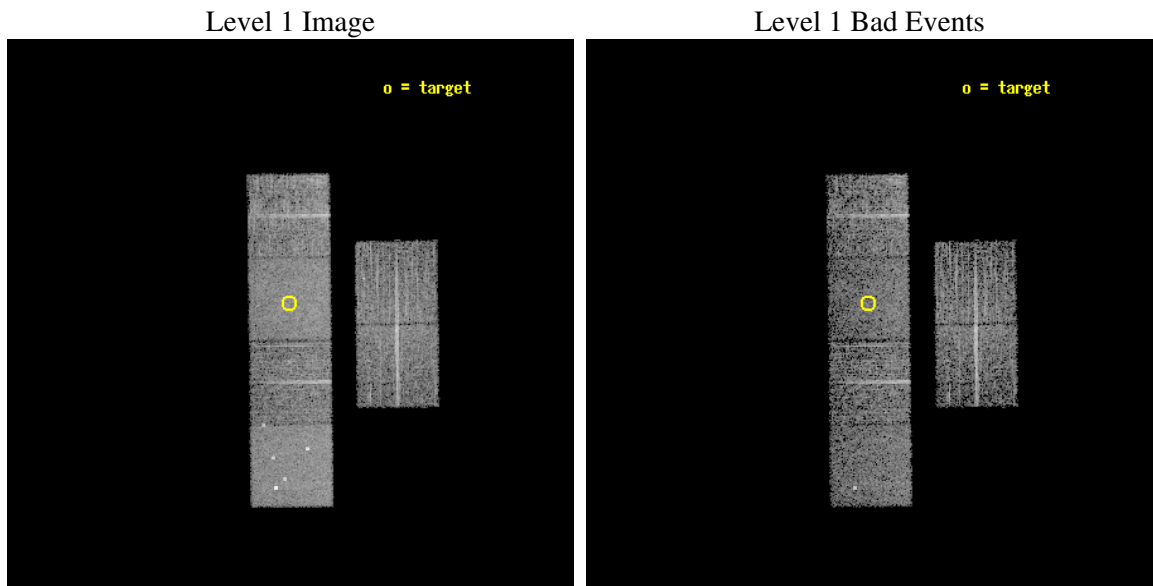 Level 1 Image
Level 1 Bad Events
o = target
o = target